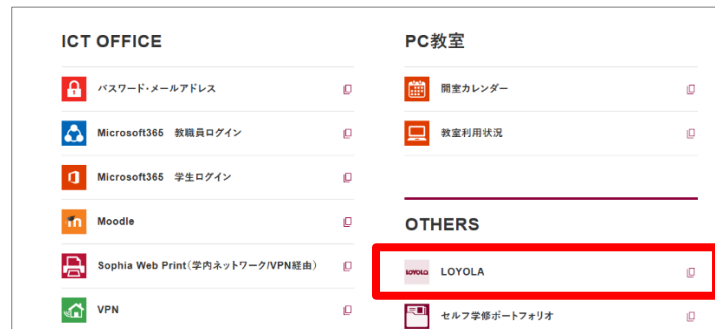 ICT OFFICE
パスワード・メールアドレス
Microsoft365 教職員ログイン
Microsoft365 学生ログイン
Moodle
Sophia Web Print(学内ネットワーク/VPN経由)
VPN
PC教室
開室カレンダー
教室利用状況
OTHERS
LOYOLA
LOYOLA
セルフ学修ポートフォリオ